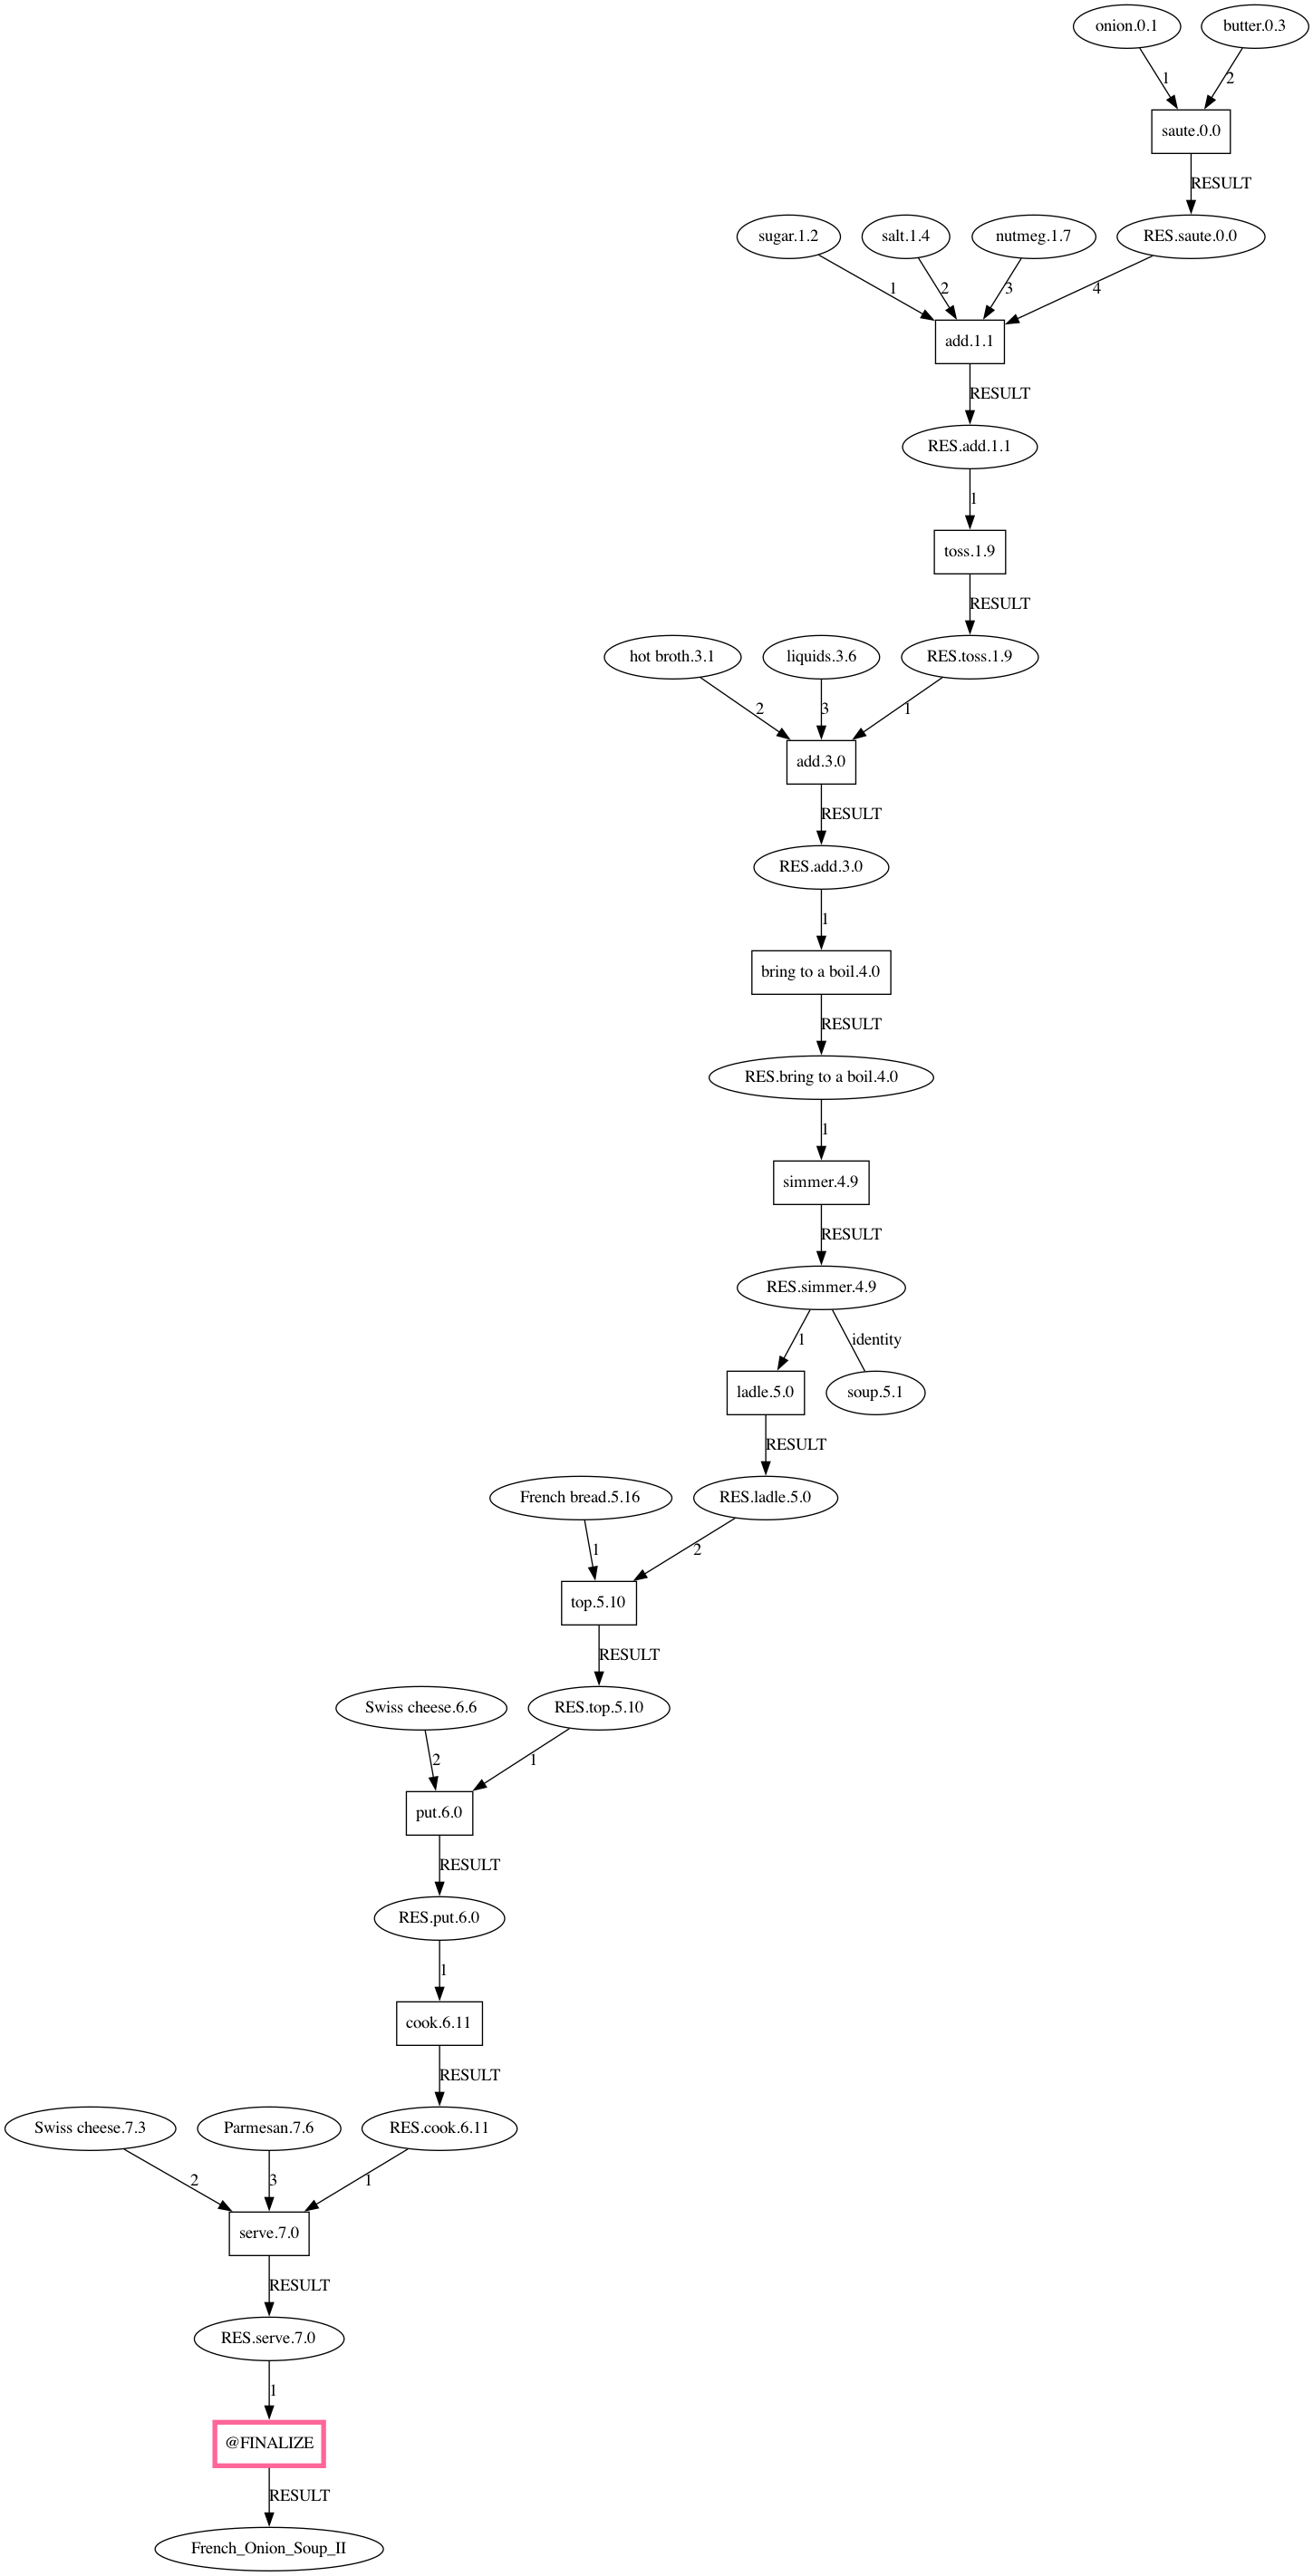 onion.0.1
butter.0.3
1
2
saute.0.0
RESULT
sugar.1.2
salt.1.4
nutmeg.1.7
RES.saute.0.0
1
2
3
4
add.1.1
RESULT
RES.add.1.1
1
toss.1.9
RESULT
hot broth.3.1
liquids.3.6
RES.toss.1.9
2
3
1
add.3.0
RESULT
RES.add.3.0
1
bring to a boil.4.0
RESULT
RES.bring to a boil.4.0
1
simmer.4.9
RESULT
RES.simmer.4.9
1
identity
ladle.5.0
soup.5.1
RESULT
French bread.5.16
RES.ladle.5.0
1
2
top.5.10
RESULT
Swiss cheese.6.6
RES.top.5.10
2
1
put.6.0
RESULT
RES.put.6.0
1
cook.6.11
RESULT
Swiss cheese.7.3
Parmesan.7.6
RES.cook.6.11
2
3
1
serve.7.0
RESULT
RES.serve.7.0
1
@FINALIZE
RESULT
French_Onion_Soup_II